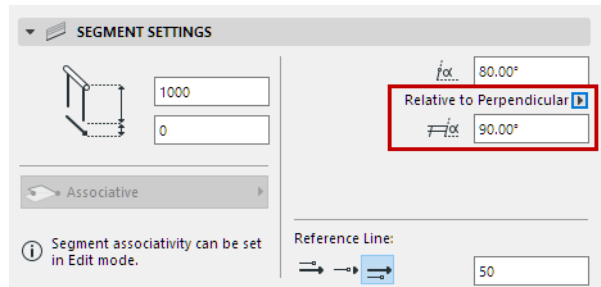 SEGMENT SETTINGS
1000
0
Associative
Segment associativity can be set
in Edit mode.
α 80.00°
Relative to Perpendicular
α 90.00°
Reference Line:
50